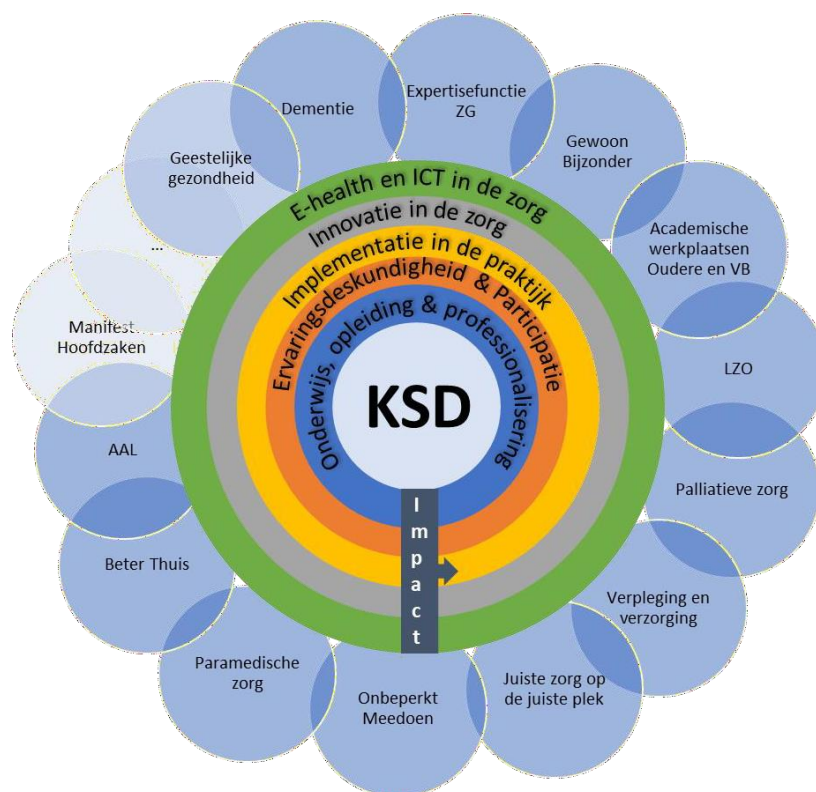 Dementie
Expertisefunctie
ZG
Gewoon
Bijzonder
Academische
werkplaatsen
Oudere en VB
LZO
Palliatieve zorg
Verpleging en
verzorging
Juiste zorg op
de juiste plek
Onbeperkt
Meedoen
Paramedische
zorg
Beter Thuis
AAL
Manifest...
Hoofdzaken
...
Geestelijke
gezondheid
E-health en ICT in de zorg
Innovatie in de zorg
Implementatie in de praktijk
Ervaringsdeskundigheid & Participatie
Onderwijs, opleiding & professionalisering
KSD
Impact